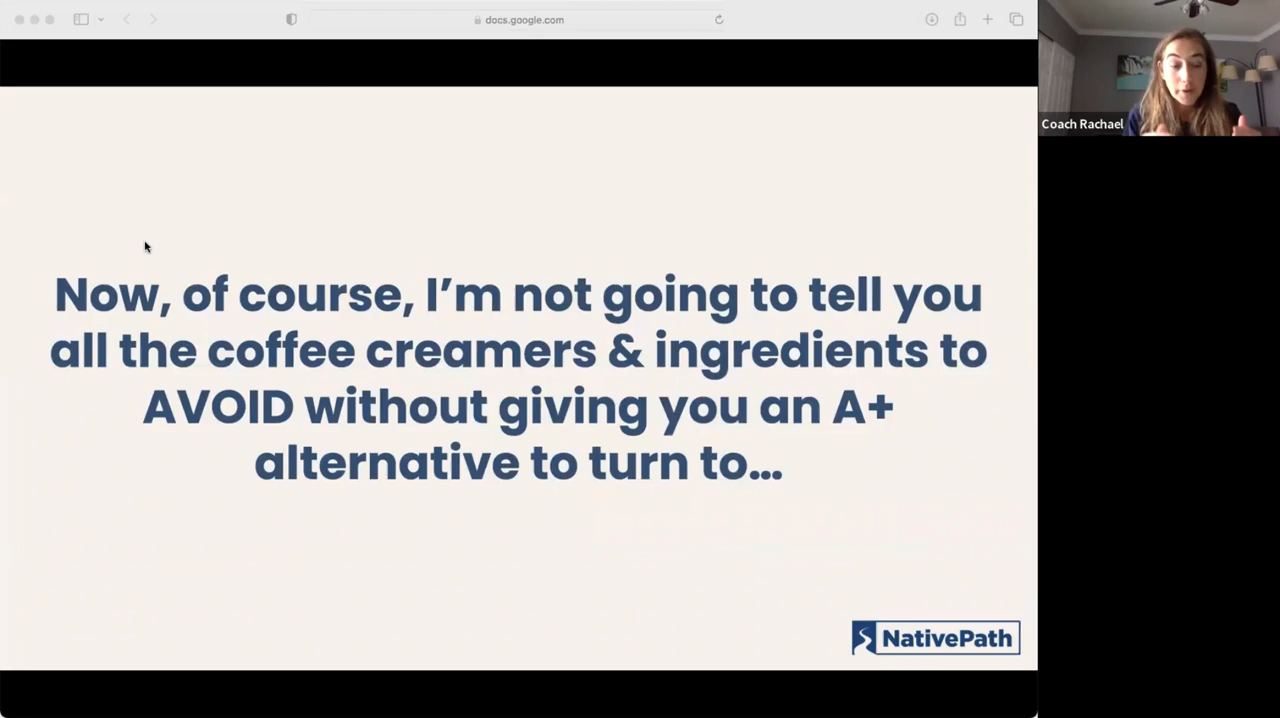 docs.google.com
Coach Rachael
Now, of course, I’m not going to tell you
all the coffee creamers & ingredients to
AVOID without giving you an A+
alternative to turn to…
NativePath